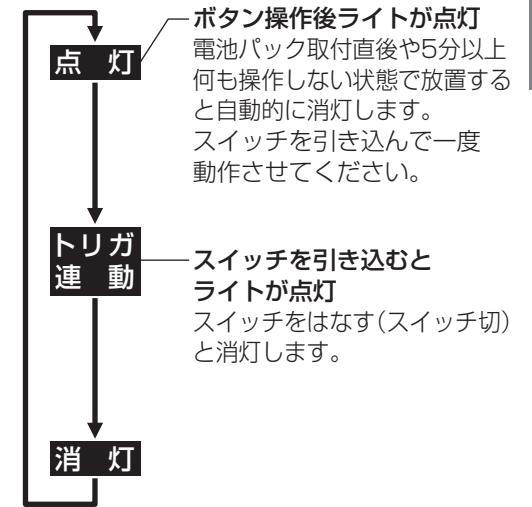 点 灯
ボタン操作後ライトが点灯
電池パック取付直後や5分以上
何も操作しない状態で放置する
と自動的に消灯します。
スイッチを引き込んで一度
動作させてください。
トリガ
連 動
スイッチを引き込むと
ライトが点灯
スイッチをはなす(スイッチ切)
と消灯します。
消 灯